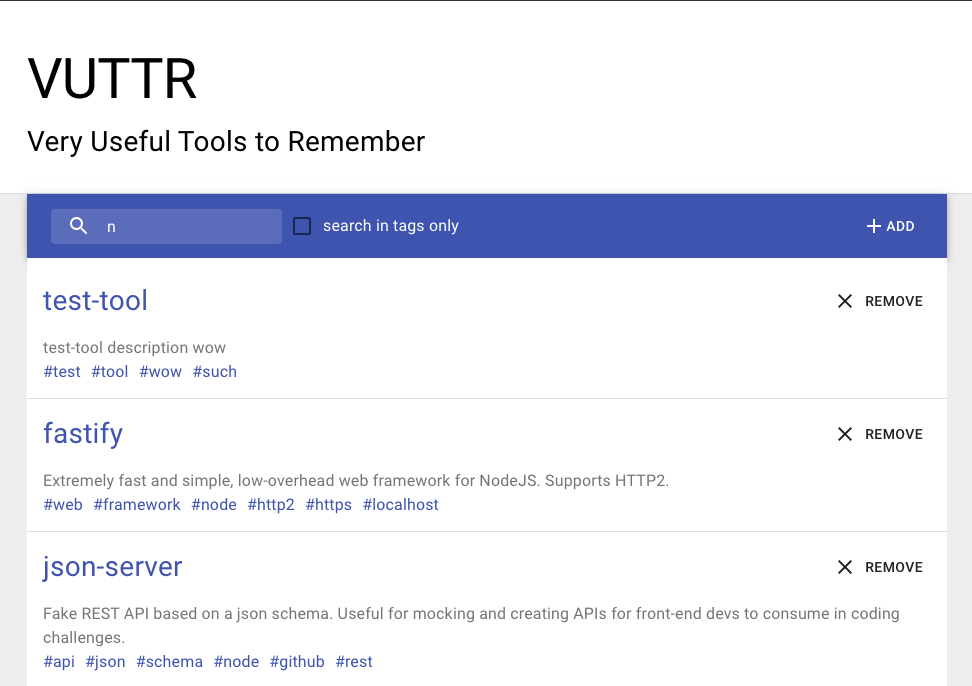 VUTTR
Very Useful Tools to Remember
n search in tags only ADD
test-tool REMOVE
test-tool description wow
#test #tool #wow #such
fastify REMOVE
Extremely fast and simple, low-overhead web framework for NodeJS. Supports HTTP2.
#web #framework #node #http2 #https #localhost
json-server REMOVE
Fake REST API based on a json schema. Useful for mocking and creating APIs for front-end devs to consume in coding
challenges.
#api #json #schema #node #github #rest